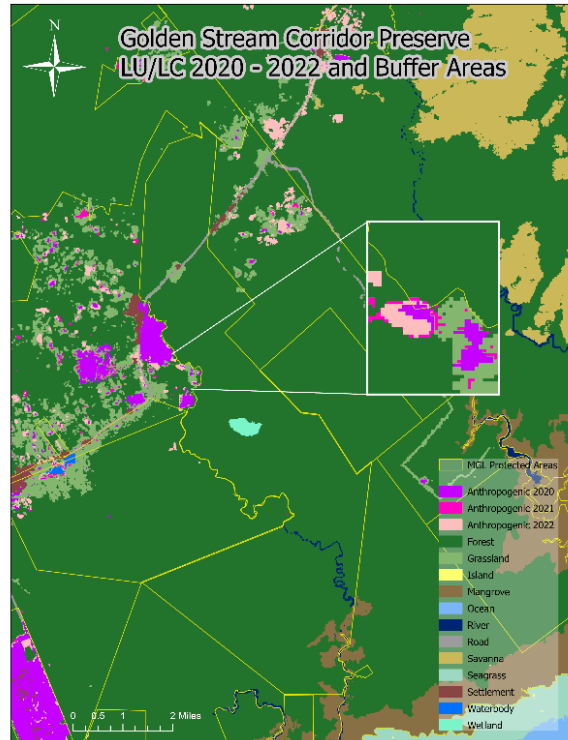 Golden Stream Corridor Preserve
LU/LC 2020 - 2022 and Buffer Areas
N
MGL Protected Areas
Anthropogenic 2020
Anthropogenic 2021
Anthropogenic 2022
Forest
Grassland
Island
Mangrove
Ocean
River
Road
Savanna
Seagrass
Settlement
Waterbody
Wetland
0 0.5 1 2 Miles